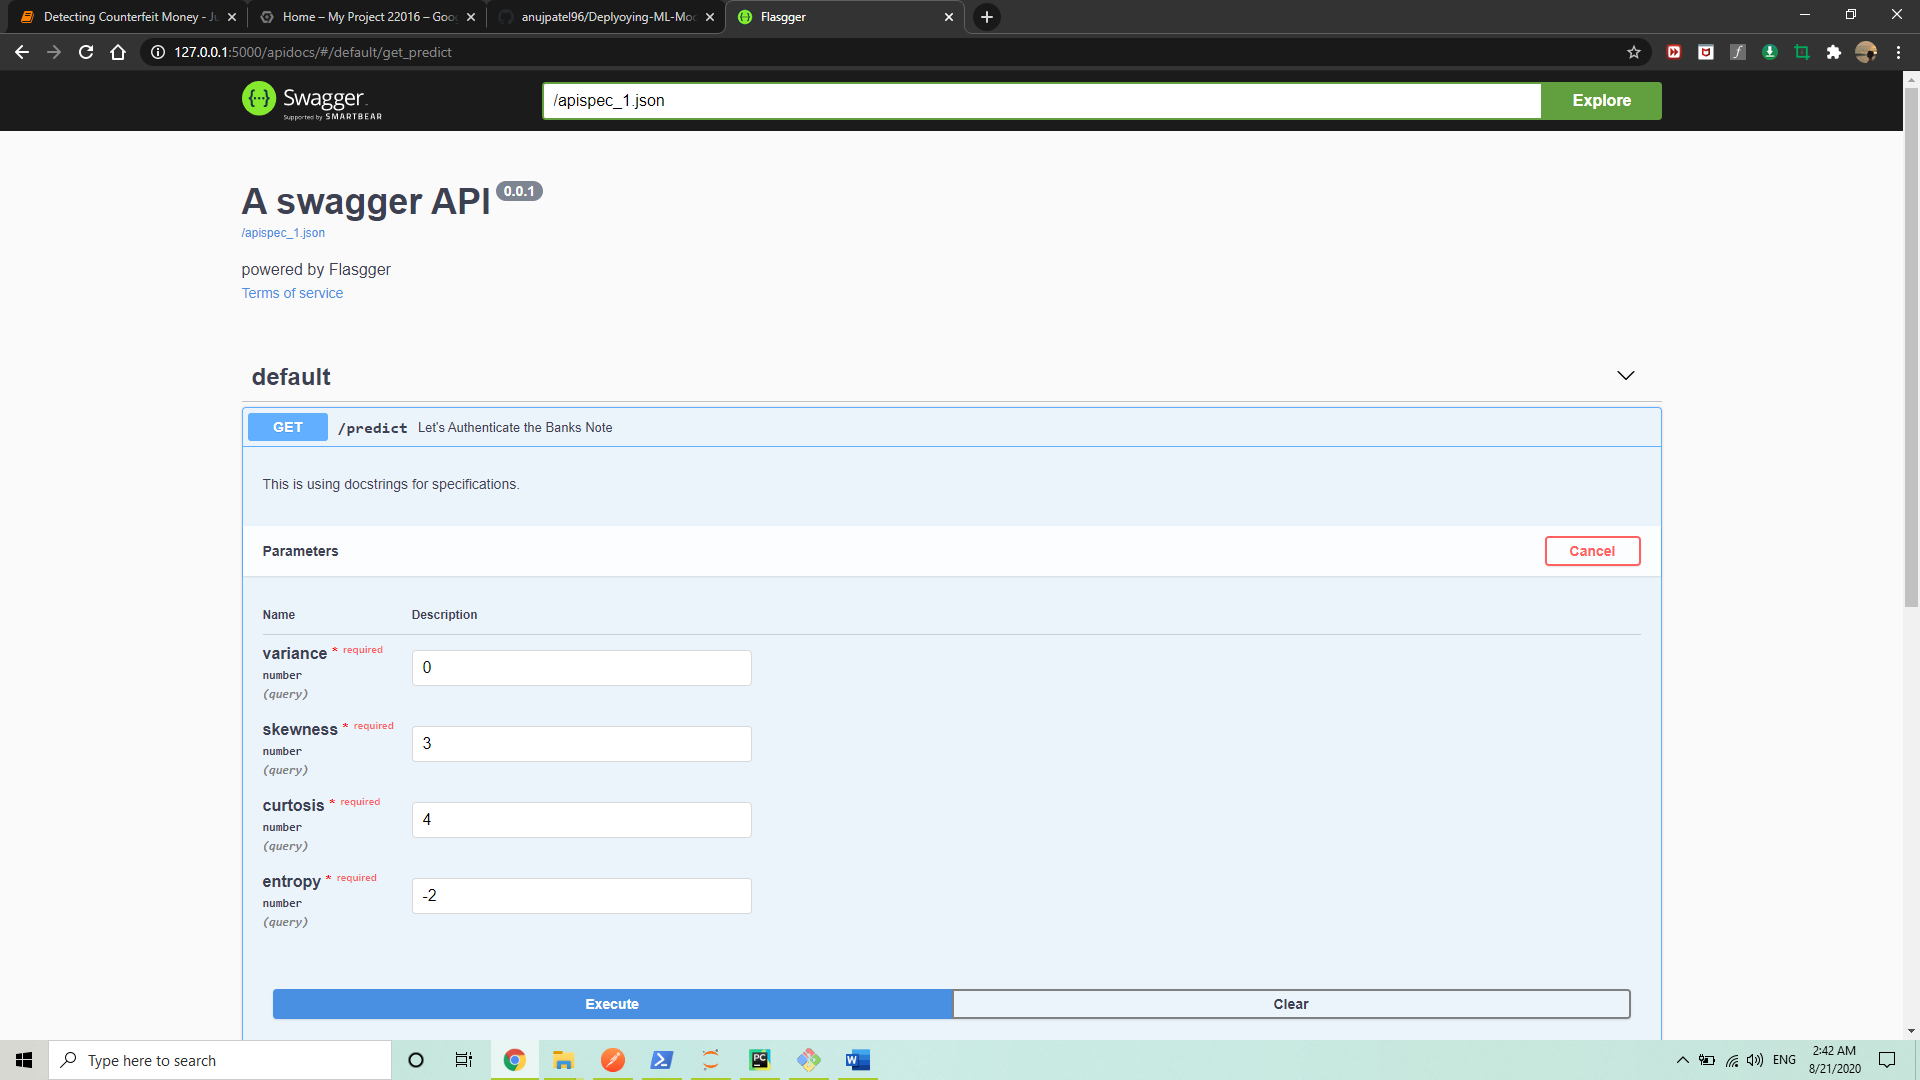 Detecting Counterfeit Money - Ju
Home – My Project 22016 – Goo
anujpatel96/Deplyoying-ML-Mod
Flasgger
127.0.0.1:5000/apidocs/#/default/get_predict
Swagger
Supported by SMARTBEAR
/apispec_1.json
Explore
A swagger API 0.0.1
/apispec_1.json
powered by Flasgger
Terms of service
default
GET /predict Let's Authenticate the Banks Note
This is using docstrings for specifications.
Parameters
Cancel
Name Description
variance * required
number
(query)
0
skewness * required
number
(query)
3
curtosis * required
number
(query)
4
entropy * required
number
(query)
-2
Execute
Clear
Type here to search
PC
W
ENG
2:42 AM
8/21/2020